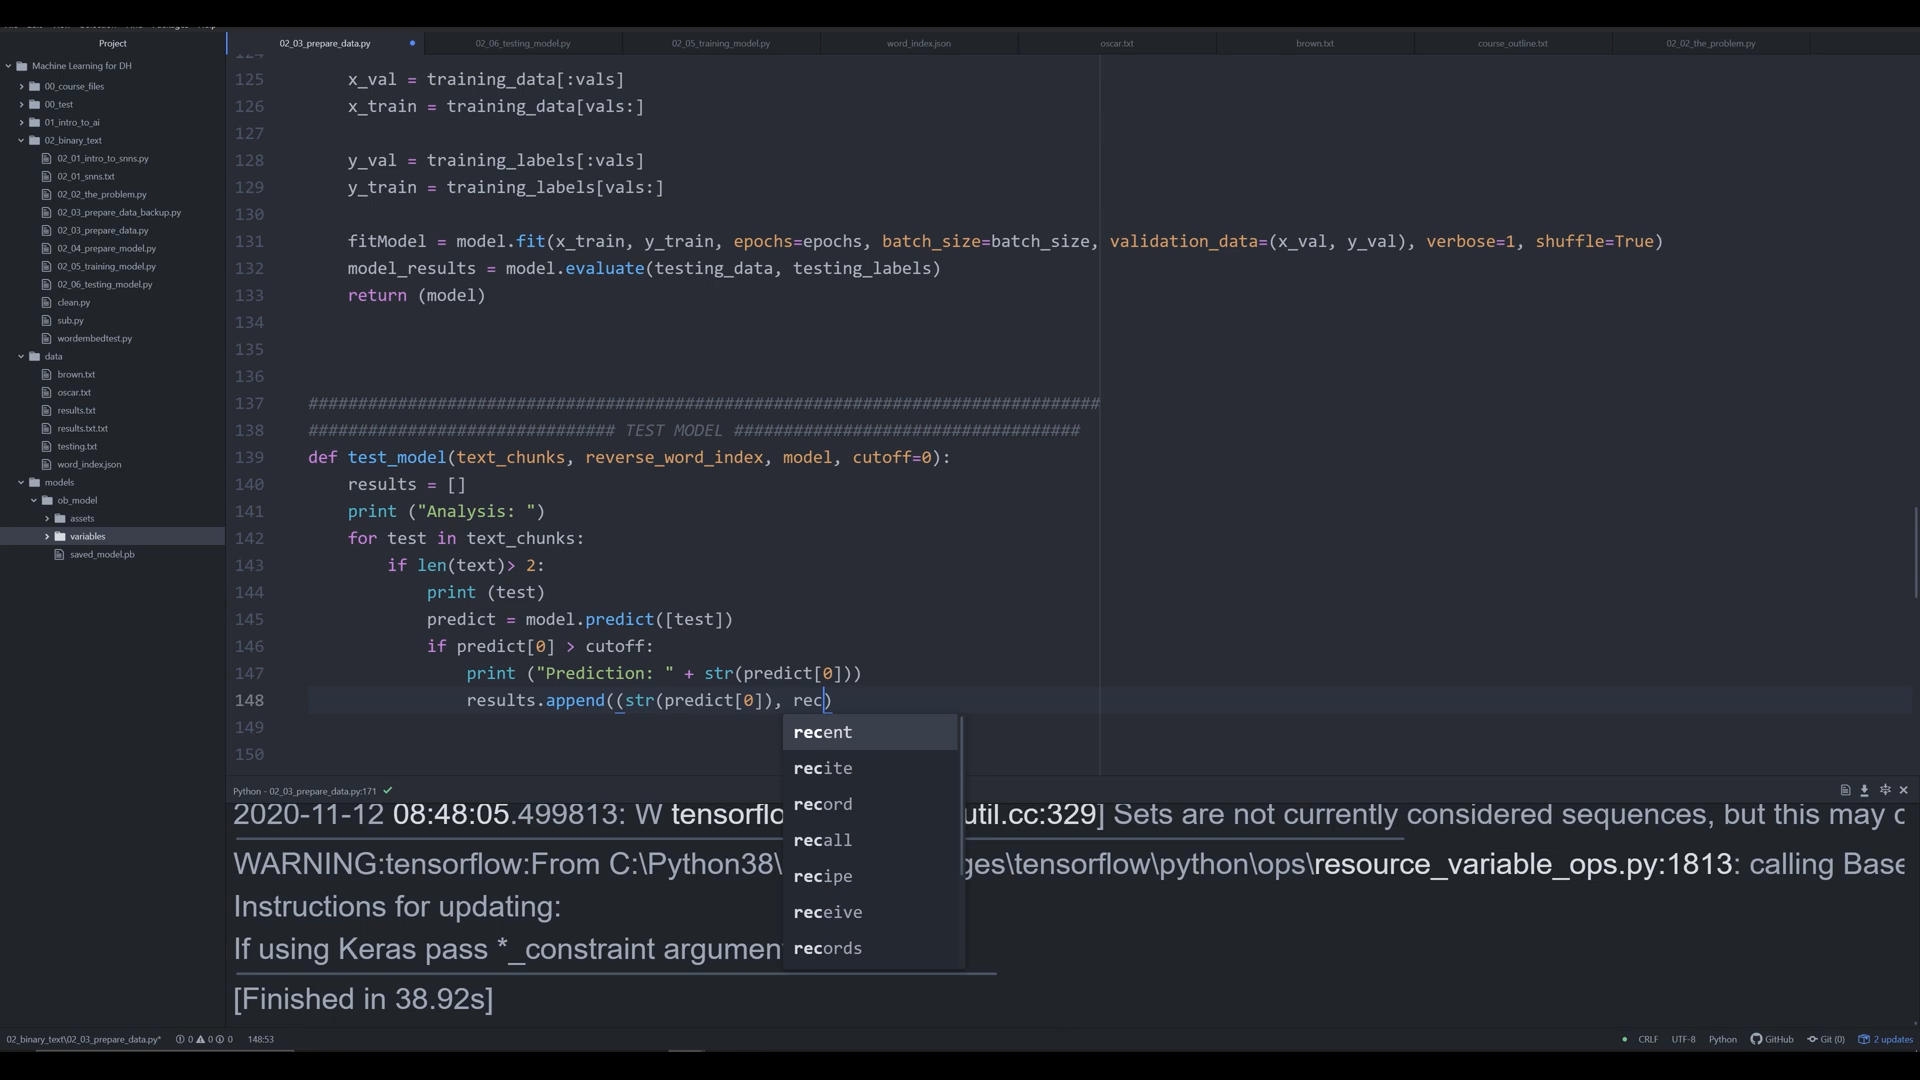 Project
02_03_prepare_data.py
02_06_testing_model.py
02_05_training_model.py
word_index.json
oscar.txt
brown.txt
course_outline.txt
02_02_the_problem.py
Machine Learning for DH
00_course_files
00_test
01_intro_to_ai
02_binary_text
02_01_intro_to_snns.py
02_01_snns.txt
02_02_the_problem.py
02_03_prepare_data_backup.py
02_03_prepare_data.py
02_04_prepare_model.py
02_05_training_model.py
02_06_testing_model.py
clean.py
sub.py
wordembedtest.py
data
brown.txt
oscar.txt
results.txt
results.txt.txt
testing.txt
word_index.json
models
ob_model
assets
variables
saved_model.pb
125 x_val = training_data[:vals]
126 x_train = training_data[vals:]
127
128 y_val = training_labels[:vals]
129 y_train = training_labels[vals:]
130
131 fitModel = model.fit(x_train, y_train, epochs=epochs, batch_size=batch_size, validation_data=(x_val, y_val), verbose=1, shuffle=True)
132 model_results = model.evaluate(testing_data, testing_labels)
133 return (model)
134
135
136
137 ################################################################################
138 ############################### TEST MODEL ###################################
139 def test_model(text_chunks, reverse_word_index, model, cutoff=0):
140 results = []
141 print ("Analysis: ")
142 for test in text_chunks:
143 if len(text)> 2:
144 print (test)
145 predict = model.predict([test])
146 if predict[0] > cutoff:
147 print ("Prediction: " + str(predict[0]))
148 results.append((str(predict[0]), rec)
149
150
recent
recite
record
recall
recipe
receive
records
Python - 02_03_prepare_data.py:171
2020-11-12 08:48:05.499813: W tensorflo util.cc:329] Sets are not currently considered sequences, but this may c
WARNING:tensorflow:From C:\Python38\ ges\tensorflow\python\ops\resource_variable_ops.py:1813: calling Base
Instructions for updating:
If using Keras pass *_constraint argumen
[Finished in 38.92s]
02_binary_text\02_03_prepare_data.py* 0 0 0 148:53
CRLF UTF-8 Python GitHub Git (0) 2 updates